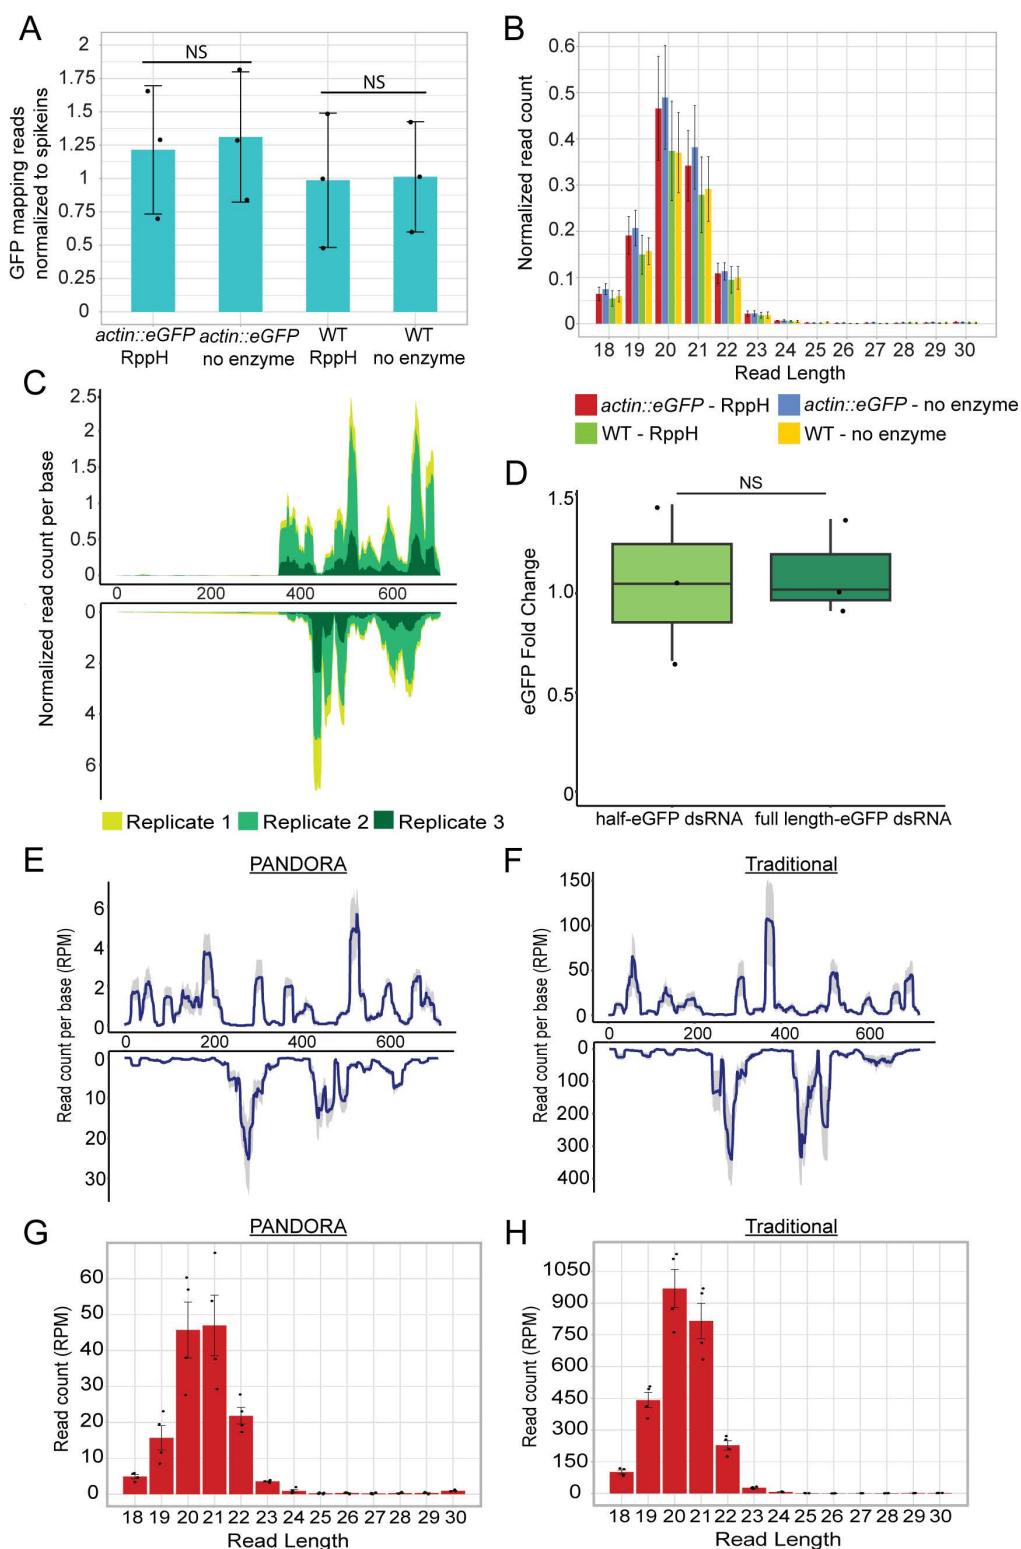 A
GFP mapping reads
normalized to spikeins
2
1.75
1.5
1.25
1
0.75
0.5
0.25
0
NS
NS
actin::eGFP
RppH
actin::eGFP
no enzyme
WT
RppH
WT
no enzyme
B
Normalized read count
0.6
0.5
0.4
0.3
0.2
0.1
0
18 19 20 21 22 23 24 25 26 27 28 29 30
Read Length
actin::eGFP - RppH
actin::eGFP - no enzyme
WT - RppH
WT - no enzyme
C
Normalized read count per base
2.5
2
1.5
1
0.5
0
0 200 400 600
0
2
4
6
Replicate 1
Replicate 2
Replicate 3
D
eGFP Fold Change
1.5
1.0
0.5
0
NS
half-eGFP dsRNA
full length-eGFP dsRNA
E
PANDORA
Read count per base (RPM)
6
4
2
0
0 200 400 600
0
10
20
30
F
Traditional
Read count per base (RPM)
150
100
50
0
0 200 400 600
0
100
200
300
400
G
PANDORA
Read count (RPM)
60
50
40
30
20
10
0
18 19 20 21 22 23 24 25 26 27 28 29 30
Read Length
H
Traditional
Read count (RPM)
1050
900
750
600
450
300
150
0
18 19 20 21 22 23 24 25 26 27 28 29 30
Read Length